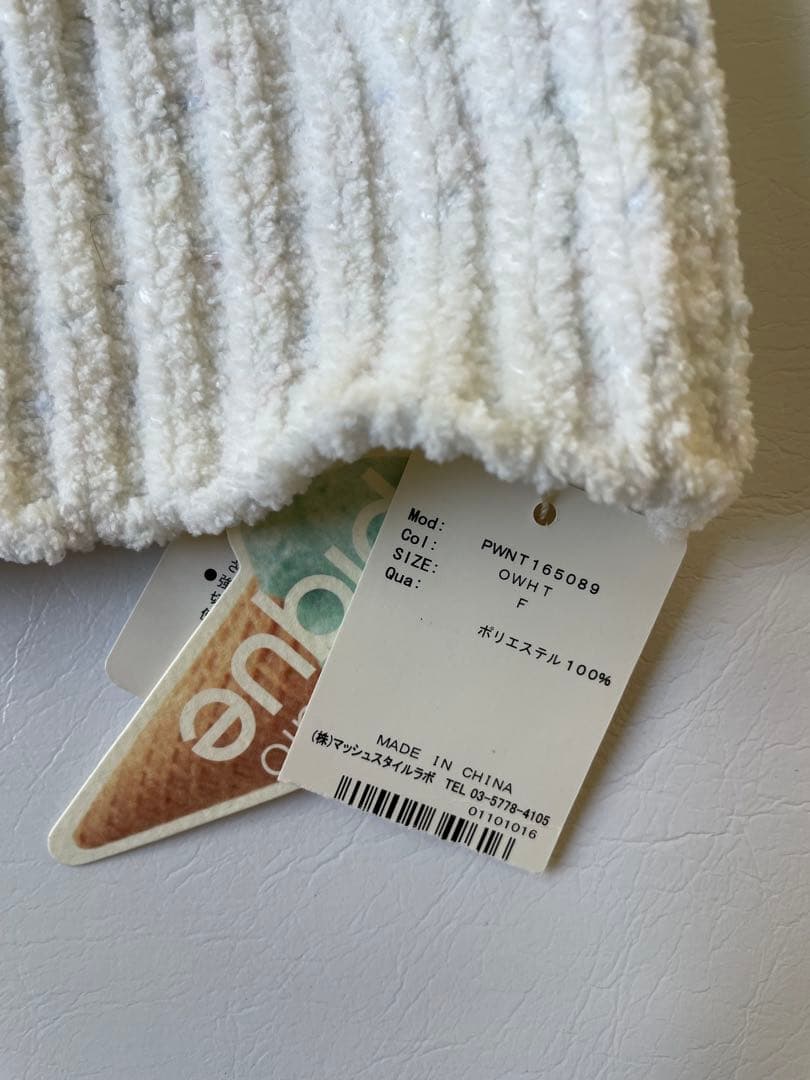 Mod: PWNT165089
Col: OWHT
SIZE: F
Qua:
ポリエステル100%
MADE IN CHINA
(株)マッシュスタイルラボ TEL 03-5778-4105
01101016
pique